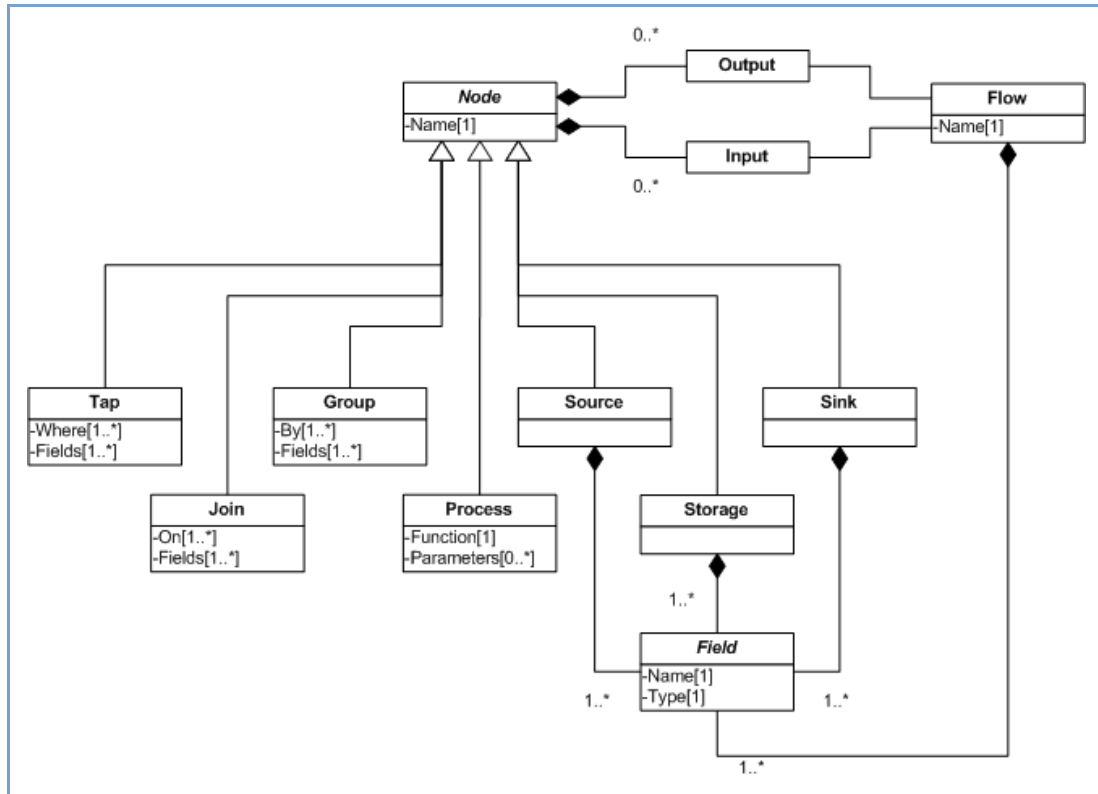 0..*
Output
Node
-Name[1]
Flow
-Name[1]
Input
0..*
Tap
-Where[1..*]
-Fields[1..*]
Group
-By[1..*]
-Fields[1..*]
Source
Sink
Join
-On[1..*]
-Fields[1..*]
Process
-Function[1]
-Parameters[0..*]
Storage
1..*
Field
-Name[1]
-Type[1]
1..*
1..*
1..*